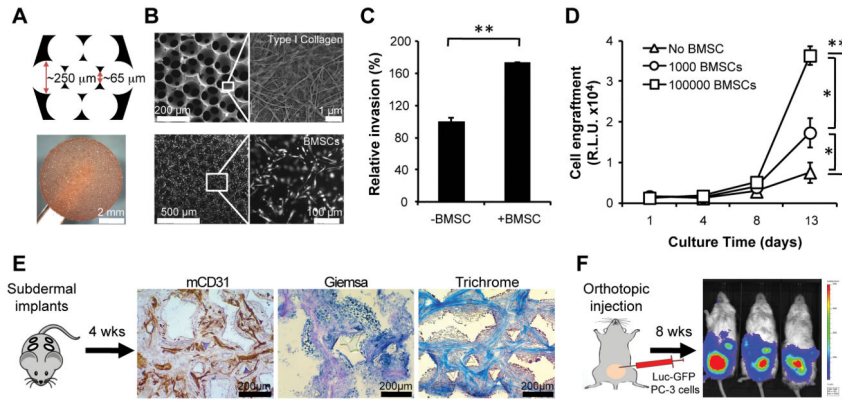 A
~250 μm
~65 μm
2 mm
B
Type I Collagen
200 μm
1 μm
BMSCs
500 μm
100 μm
C
**
Relative invasion (%)
200
160
120
80
40
0
-BMSC
+BMSC
D
Cell engraftment
(R.L.U. x10⁴)
4
3
2
1
0
No BMSC
1000 BMSCs
100000 BMSCs
**
*
*
1
4
8
13
Culture Time (days)
E
Subdermal
implants
4 wks
mCD31
Giemsa
Trichrome
200μm
200μm
200μm
F
Orthotopic
injection
8 wks
Luc-GFP
PC-3 cells